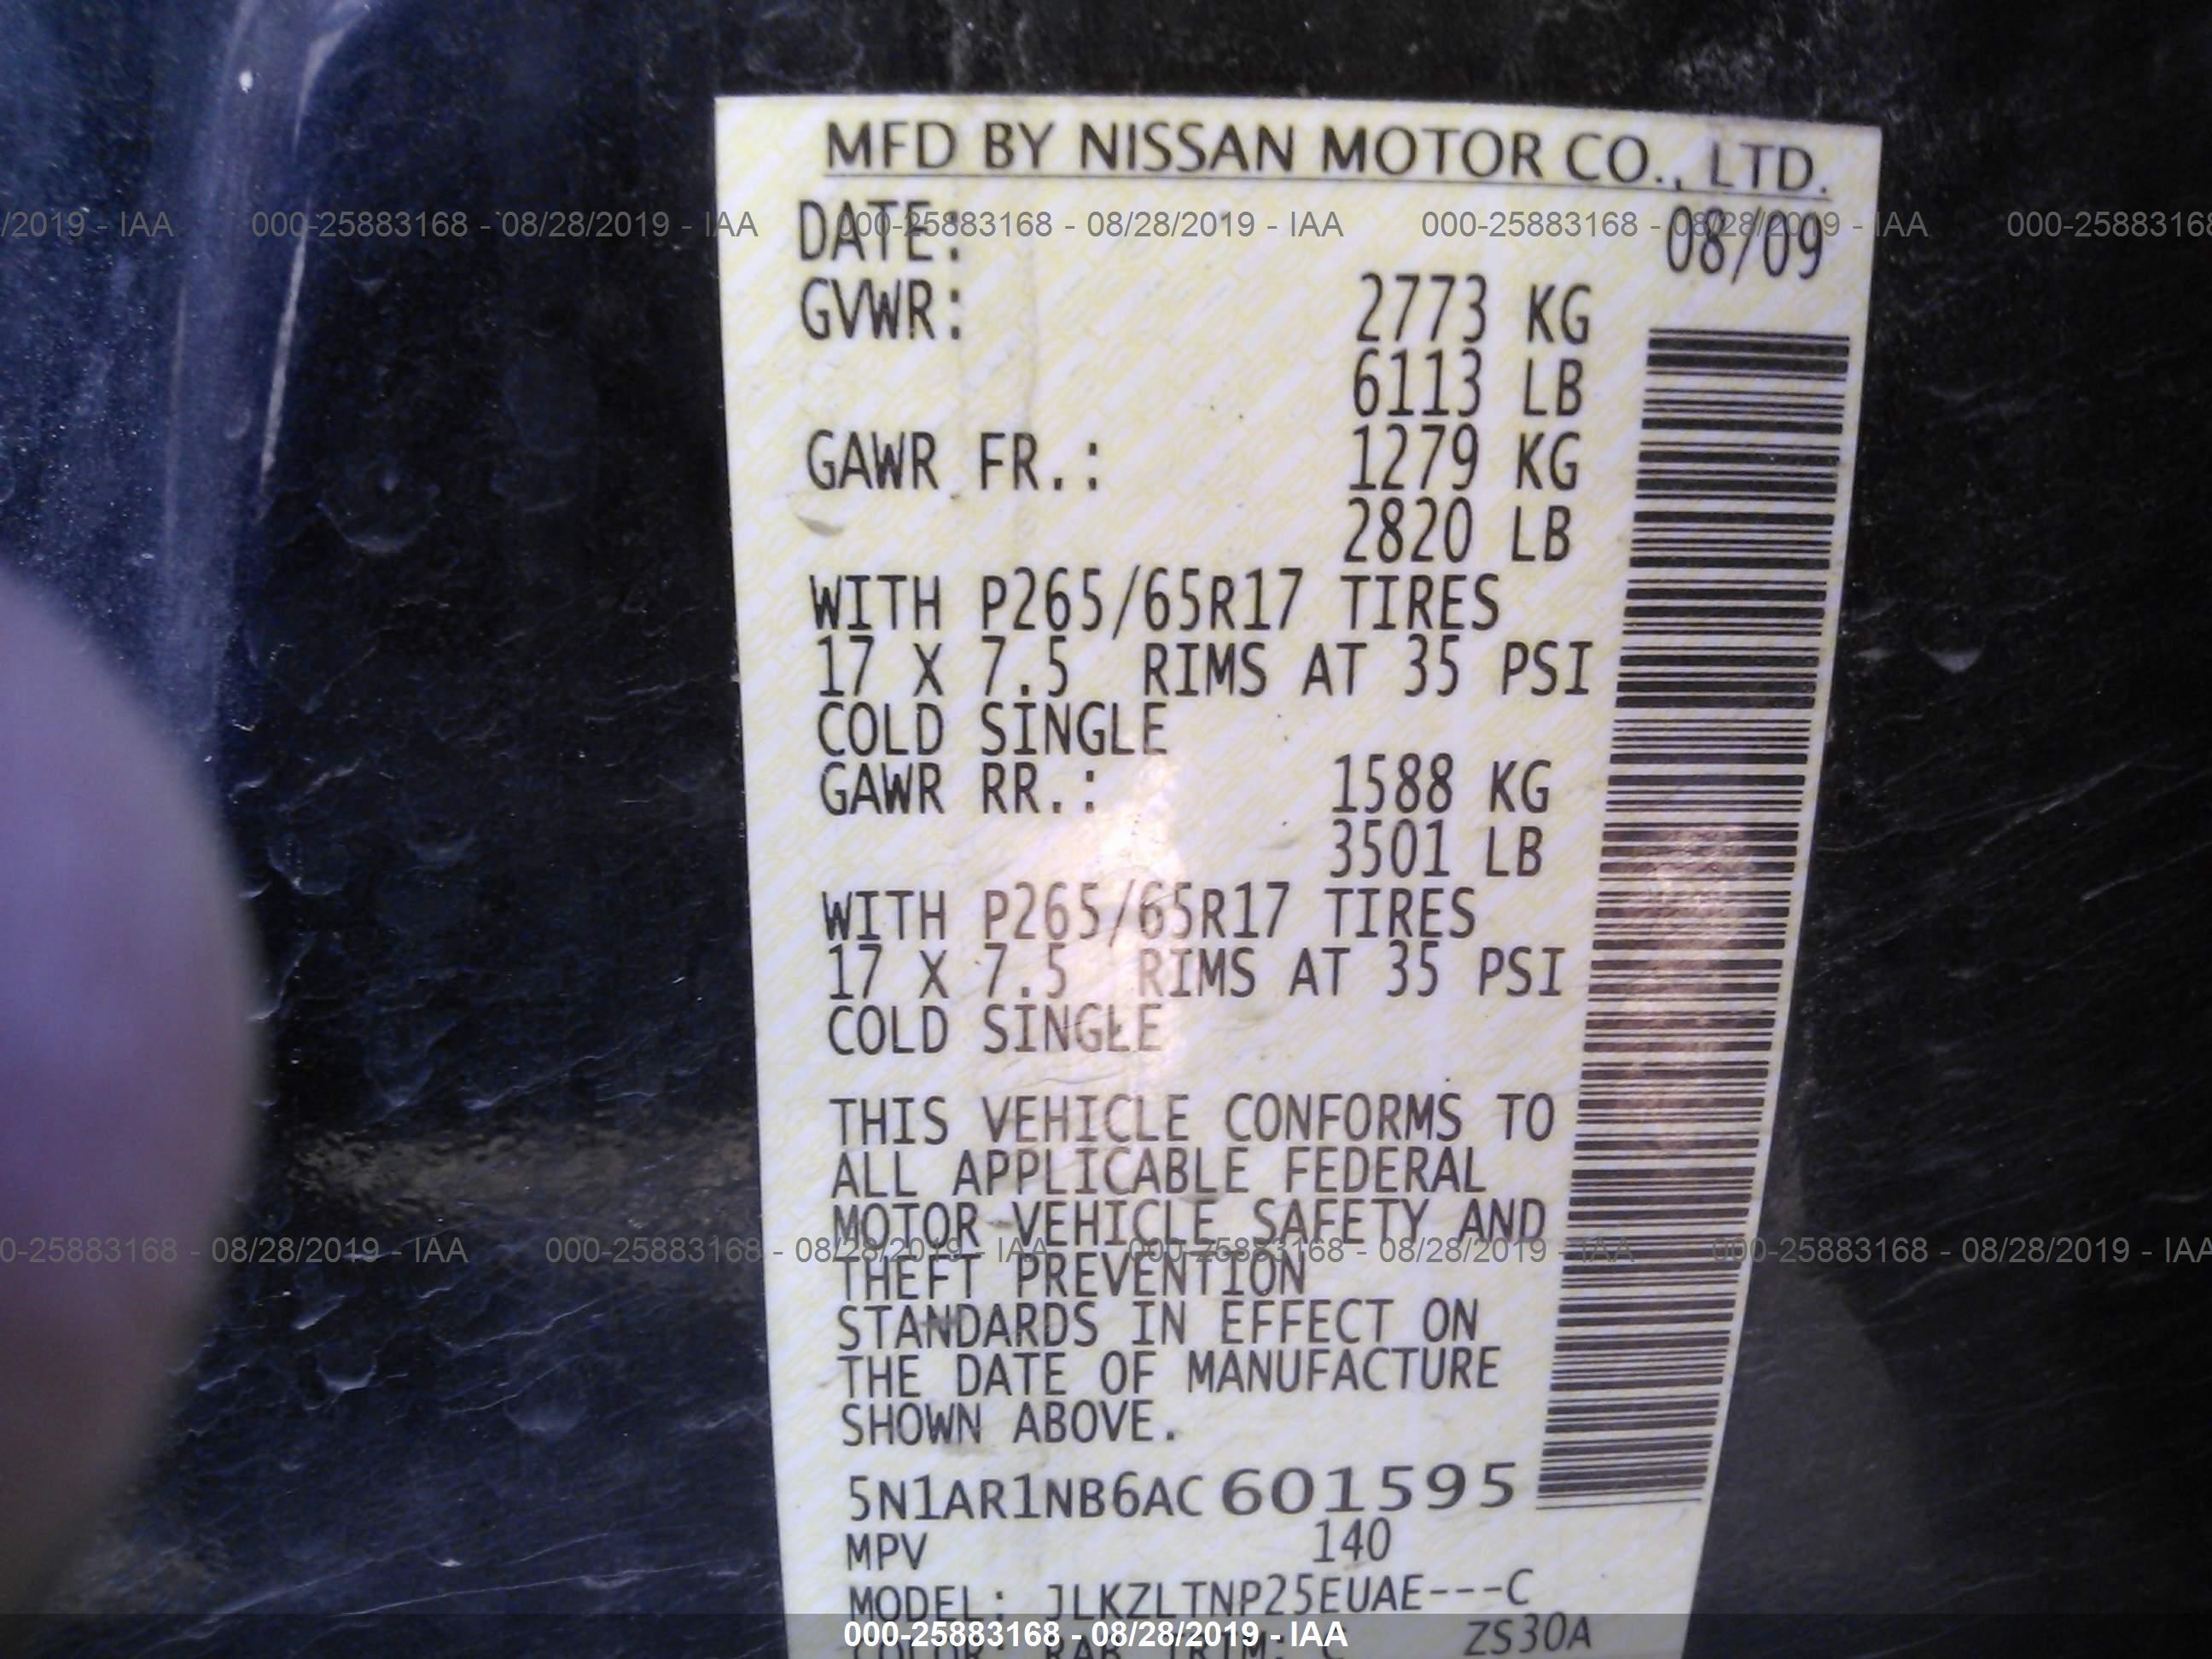 MFD BY NISSAN MOTOR CO., LTD.
/2019 - IAA 000-25883168 - 08/28/2019 - IAA 000-25883168 - 08/28/2019 - IAA 000-25883168 - 08/28/2019 - IAA 000-25883168
DATE: 08/09
GVWR: 2773 KG
6113 LB
GAWR FR.: 1279 KG
2820 LB
WITH P265/65R17 TIRES
17 X 7.5 RIMS AT 35 PSI
COLD SINGLE
GAWR RR.: 1588 KG
3501 LB
WITH P265/65R17 TIRES
17 X 7.5 RIMS AT 35 PSI
COLD SINGLE
THIS VEHICLE CONFORMS TO
ALL APPLICABLE FEDERAL
MOTOR VEHICLE SAFETY AND
0-25883168 - 08/28/2019 - IAA 000-25883168 - 08/28/2019 - IAA 000-25883168 - 08/28/2019 - IAA 000-25883168 - 08/28/2019 - IAA
THEFT PREVENTION
STANDARDS IN EFFECT ON
THE DATE OF MANUFACTURE
SHOWN ABOVE.
5N1AR1NB6AC601595
MPV 140
MODEL: JLKZLTNP25EUAE---C
COLOR: RAB TRIM: C ZS30A
000-25883168 - 08/28/2019 - IAA